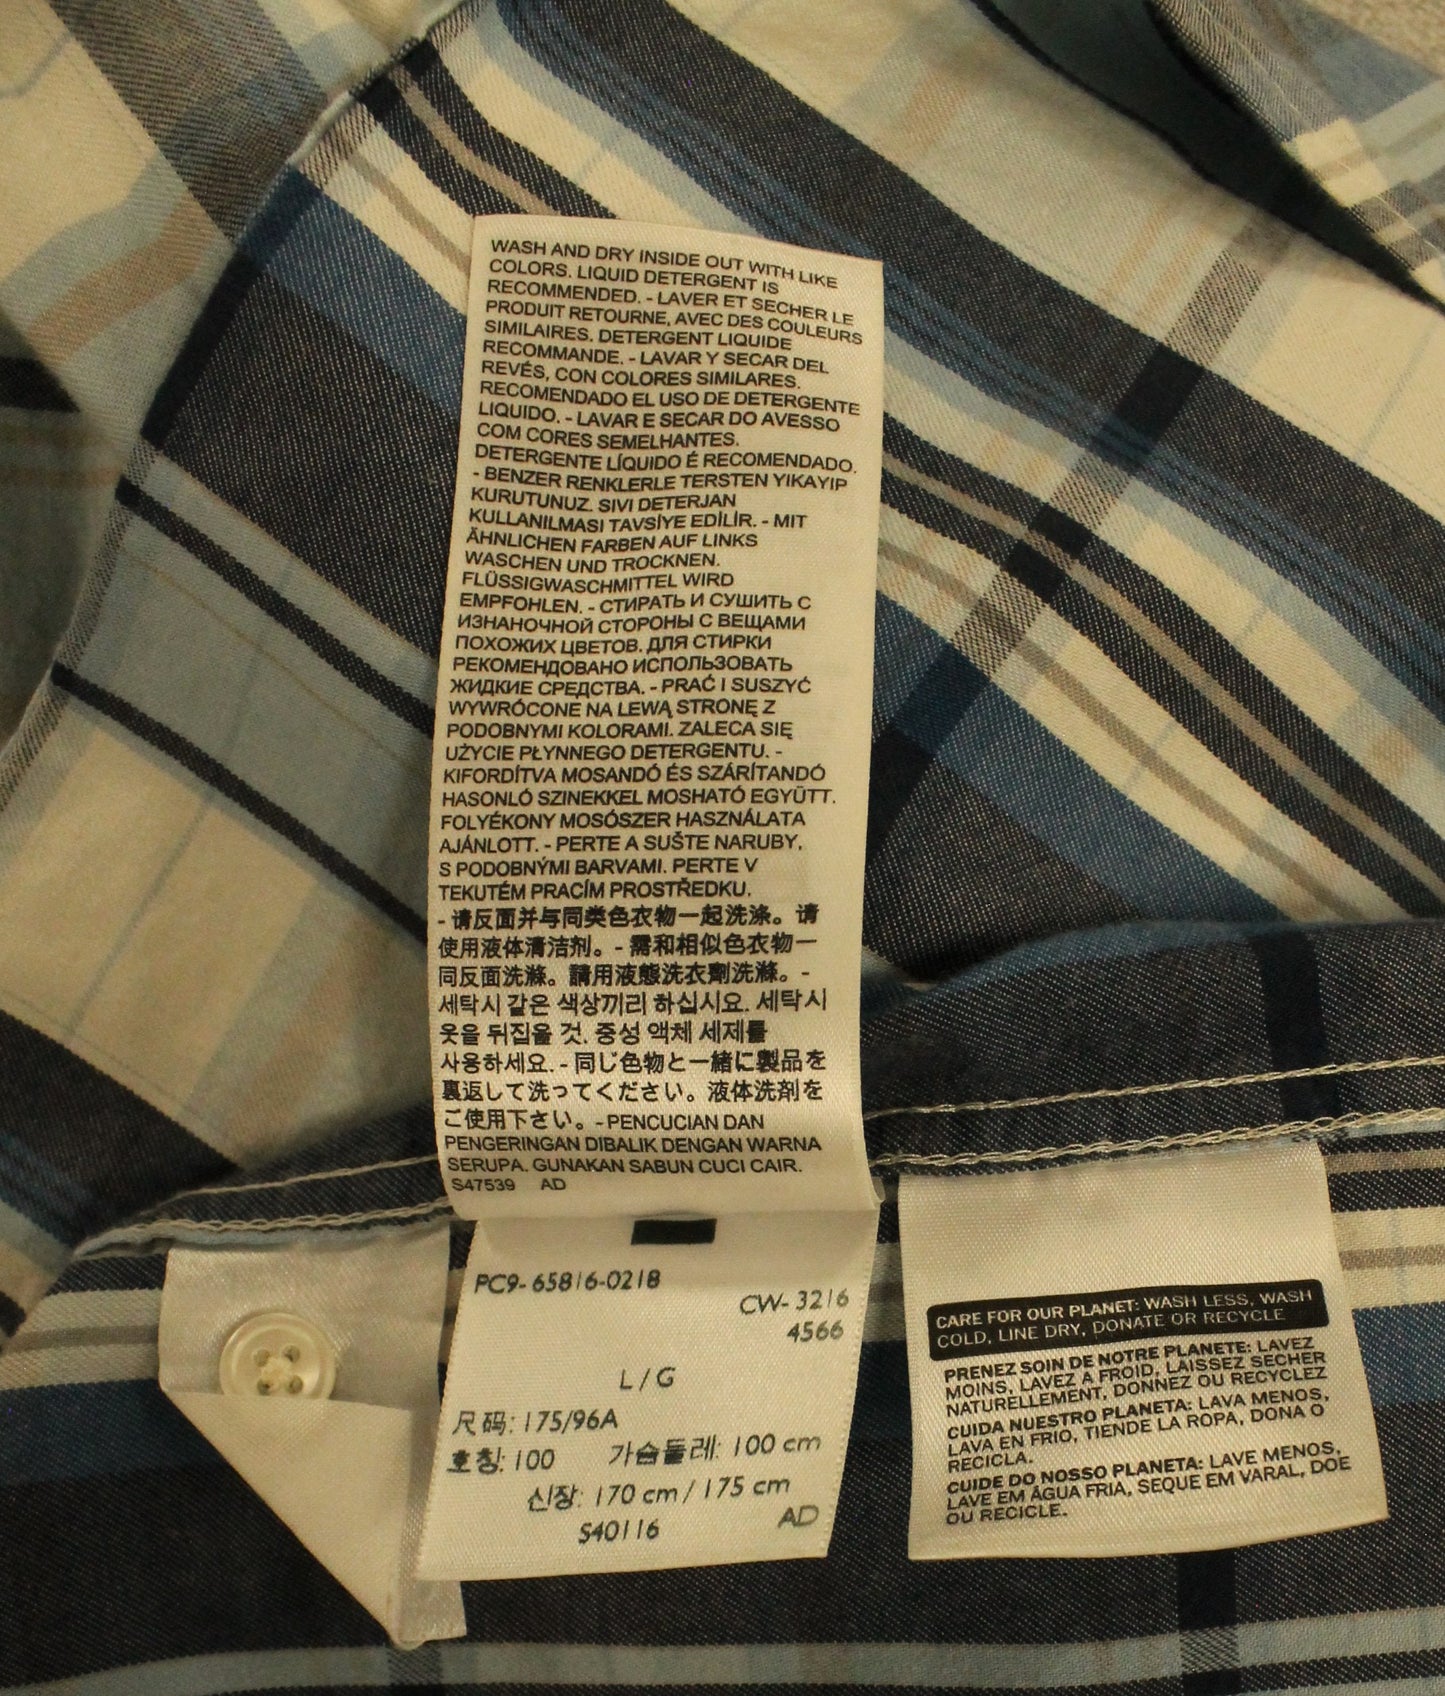 WASH AND DRY INSIDE OUT WITH LIKE
COLORS. LIQUID DETERGENT IS
RECOMMENDED. - LAVER ET SECHER LE
PRODUIT RETOURNE, AVEC DES COULEURS
SIMILAIRES. DETERGENT LIQUIDE
RECOMMANDE. - LAVAR Y SECAR DEL
REVÉS, CON COLORES SIMILARES.
RECOMENDADO EL USO DE DETERGENTE
LIQUIDO. - LAVAR E SECAR DO AVESSO
COM CORES SEMELHANTES.
DETERGENTE LÍQUIDO É RECOMENDADO.
- BENZER RENKLERLE TERSTEN YIKAYIP
KURUTUNUZ. SIVI DETERJAN
KULLANILMASI TAVSİYE EDİLİR. - MIT
ÄHNLICHEN FARBEN AUF LINKS
WASCHEN UND TROCKNEN.
FLÜSSIGWASCHMITTEL WIRD
EMPFOHLEN. - СТИРАТЬ И СУШИТЬ С
ИЗНАНОЧНОЙ СТОРОНЫ С ВЕЩАМИ
ПОХОЖИХ ЦВЕТОВ. ДЛЯ СТИРКИ
РЕКОМЕНДОВАНО ИСПОЛЬЗОВАТЬ
ЖИДКИЕ СРЕДСТВА. - PRAĆ I SUSZYĆ
WYWRÓCONE NA LEWĄ STRONĘ Z
PODOBNYMI KOLORAMI. ZALECA SIĘ
UŻYCIE PŁYNNEGO DETERGENTU. -
KIFORDÍTVA MOSANDÓ ÉS SZÁRÍTANDÓ
HASONLÓ SZINEKKEL MOSHATÓ EGYÜTT.
FOLYÉKONY MOSÓSZER HASZNÁLATA
AJÁNLOTT. - PERTE A SUŠTE NARUBY,
S PODOBNÝMI BARVAMI. PERTE V
TEKUTÉM PRACÍM PROSTŘEDKU.
- 请反面并与同类色衣物一起洗涤。请
使用液体清洁剂。- 需和相似色衣物一
同反面洗滌。請用液態洗衣劑洗滌。-
세탁시 같은 색상끼리 하십시요. 세탁시
옷을 뒤집을 것. 중성 액체 세제를
사용하세요. - 同じ色物と一緒に製品を
裏返して洗ってください。液体洗剤を
ご使用下さい。- PENCUCIAN DAN
PENGERINGAN DIBALIK DENGAN WARNA
SERUPA. GUNAKAN SABUN CUCI CAIR.
S47539 AD
PC9-65816-0218
CW-3216
4566
L/G
尺码: 175/96A
호칭: 100 가슴둘레: 100 cm
신장: 170 cm / 175 cm
S40116 AD
CARE FOR OUR PLANET: WASH LESS, WASH
COLD, LINE DRY, DONATE OR RECYCLE
PRENEZ SOIN DE NOTRE PLANETE: LAVEZ
MOINS, LAVEZ A FROID, LAISSEZ SECHER
NATURELLEMENT, DONNEZ OU RECYCLEZ
CUIDA NUESTRO PLANETA: LAVA MENOS,
LAVA EN FRIO, TIENDE LA ROPA, DONA O
RECICLA.
CUIDE DO NOSSO PLANETA: LAVE MENOS,
LAVE EM ÁGUA FRIA, SEQUE EM VARAL, DOE
OU RECICLE.